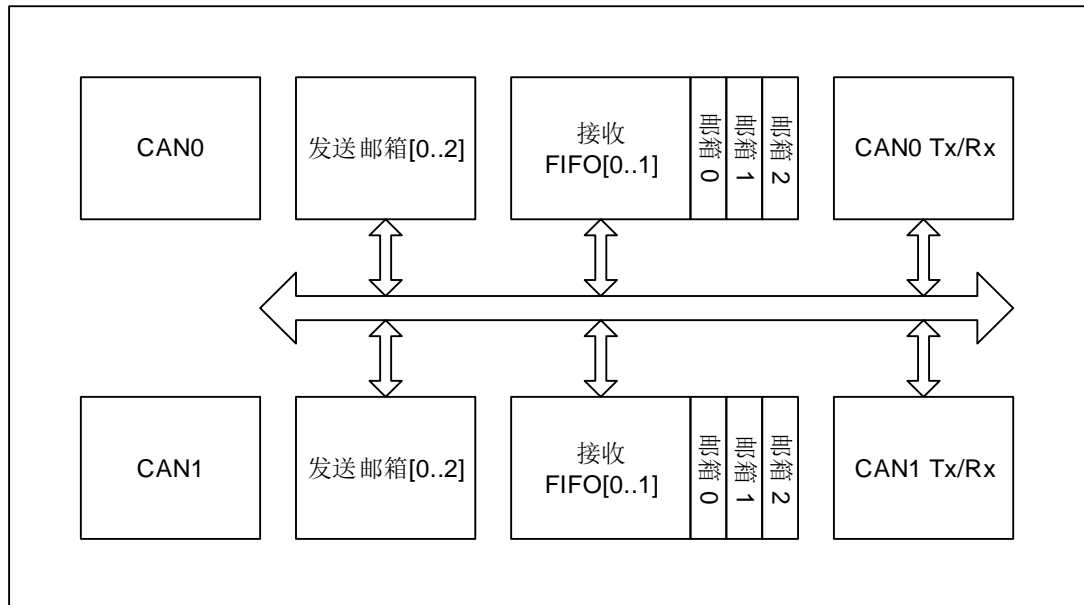 CAN0
发送邮箱[0..2]
接收
FIFO[0..1]
邮箱 0
邮箱 1
邮箱 2
CAN0 Tx/Rx
CAN1
发送邮箱[0..2]
接收
FIFO[0..1]
邮箱 0
邮箱 1
邮箱 2
CAN1 Tx/Rx